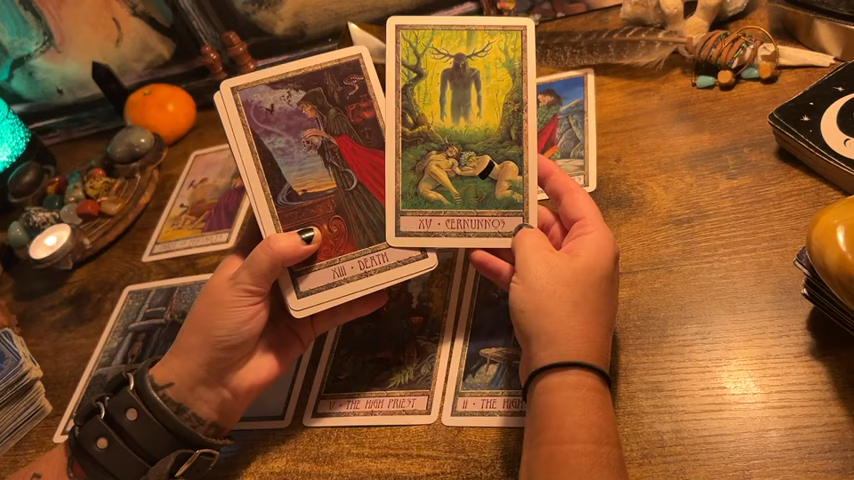 XV • CERNUNNOS
XIII • DEATH
V • THE HIGH PRIEST
II • THE HIGH